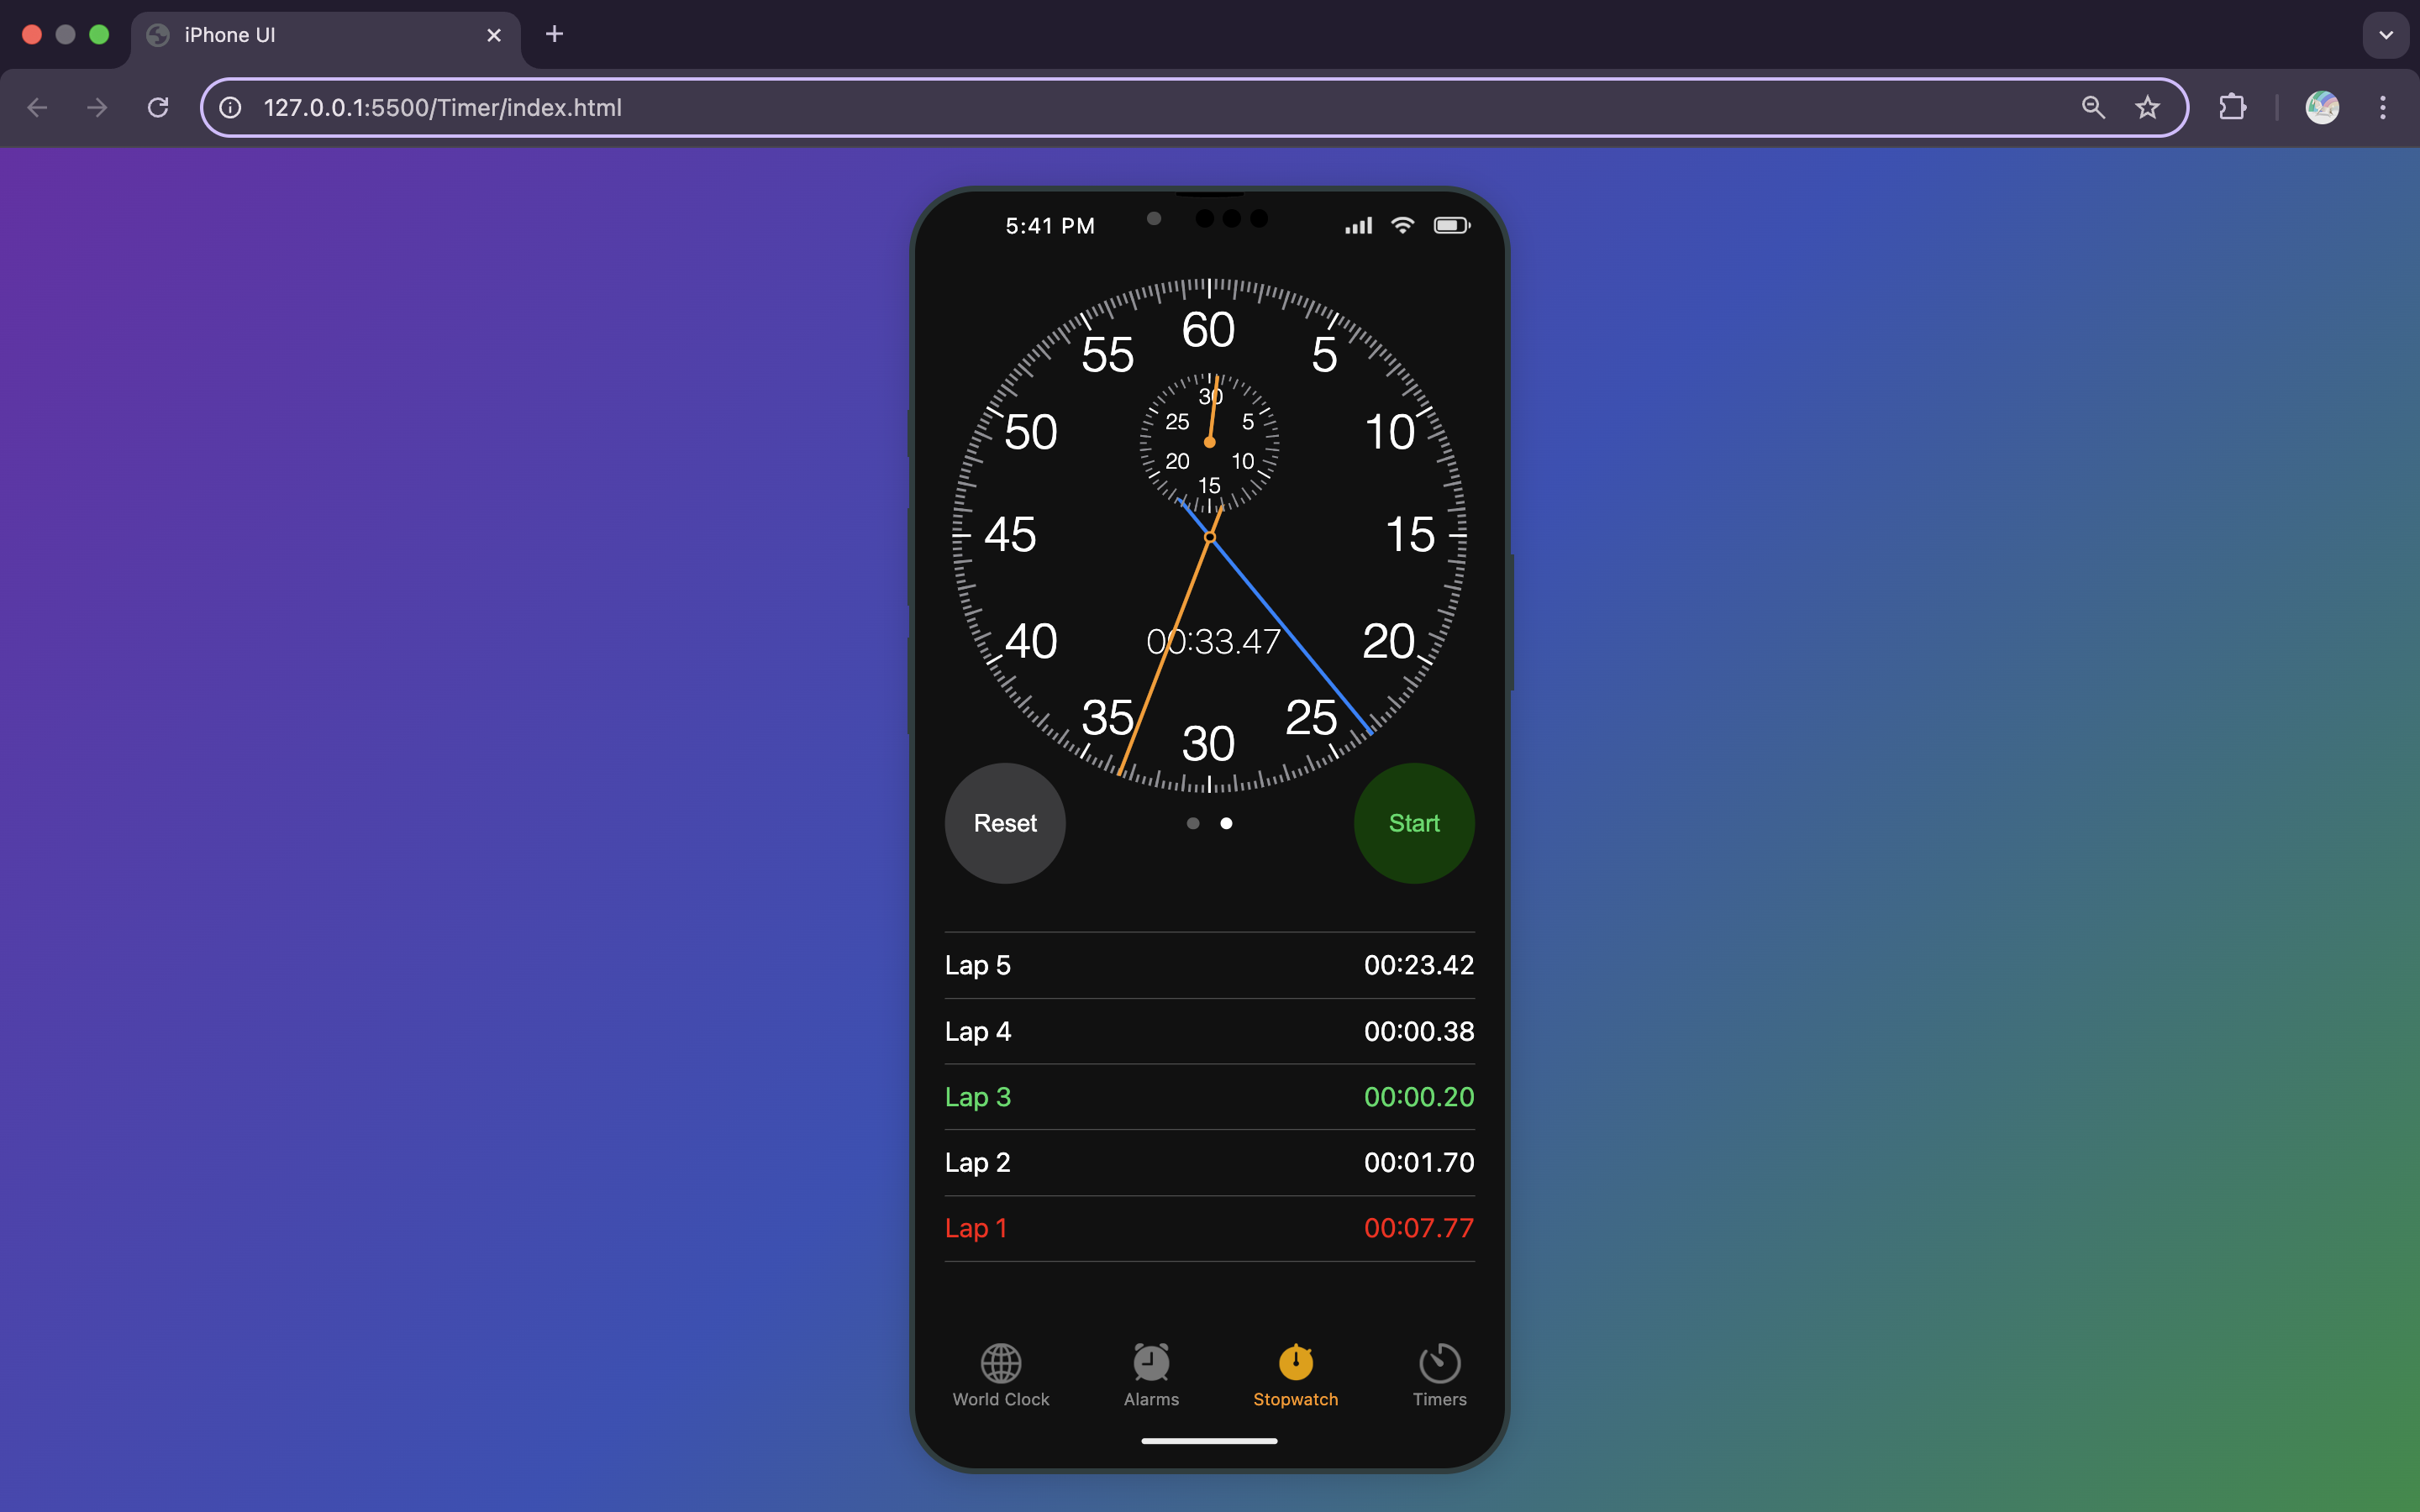 iPhone UI
127.0.0.1:5500/Timer/index.html
5:41 PM
60
55 5
50 10
45 15
40 20
35 25
30
30
25 5
20 10
15
00:33.47
Reset Start
Lap 5 00:23.42
Lap 4 00:00.38
Lap 3 00:00.20
Lap 2 00:01.70
Lap 1 00:07.77
World Clock Alarms Stopwatch Timers